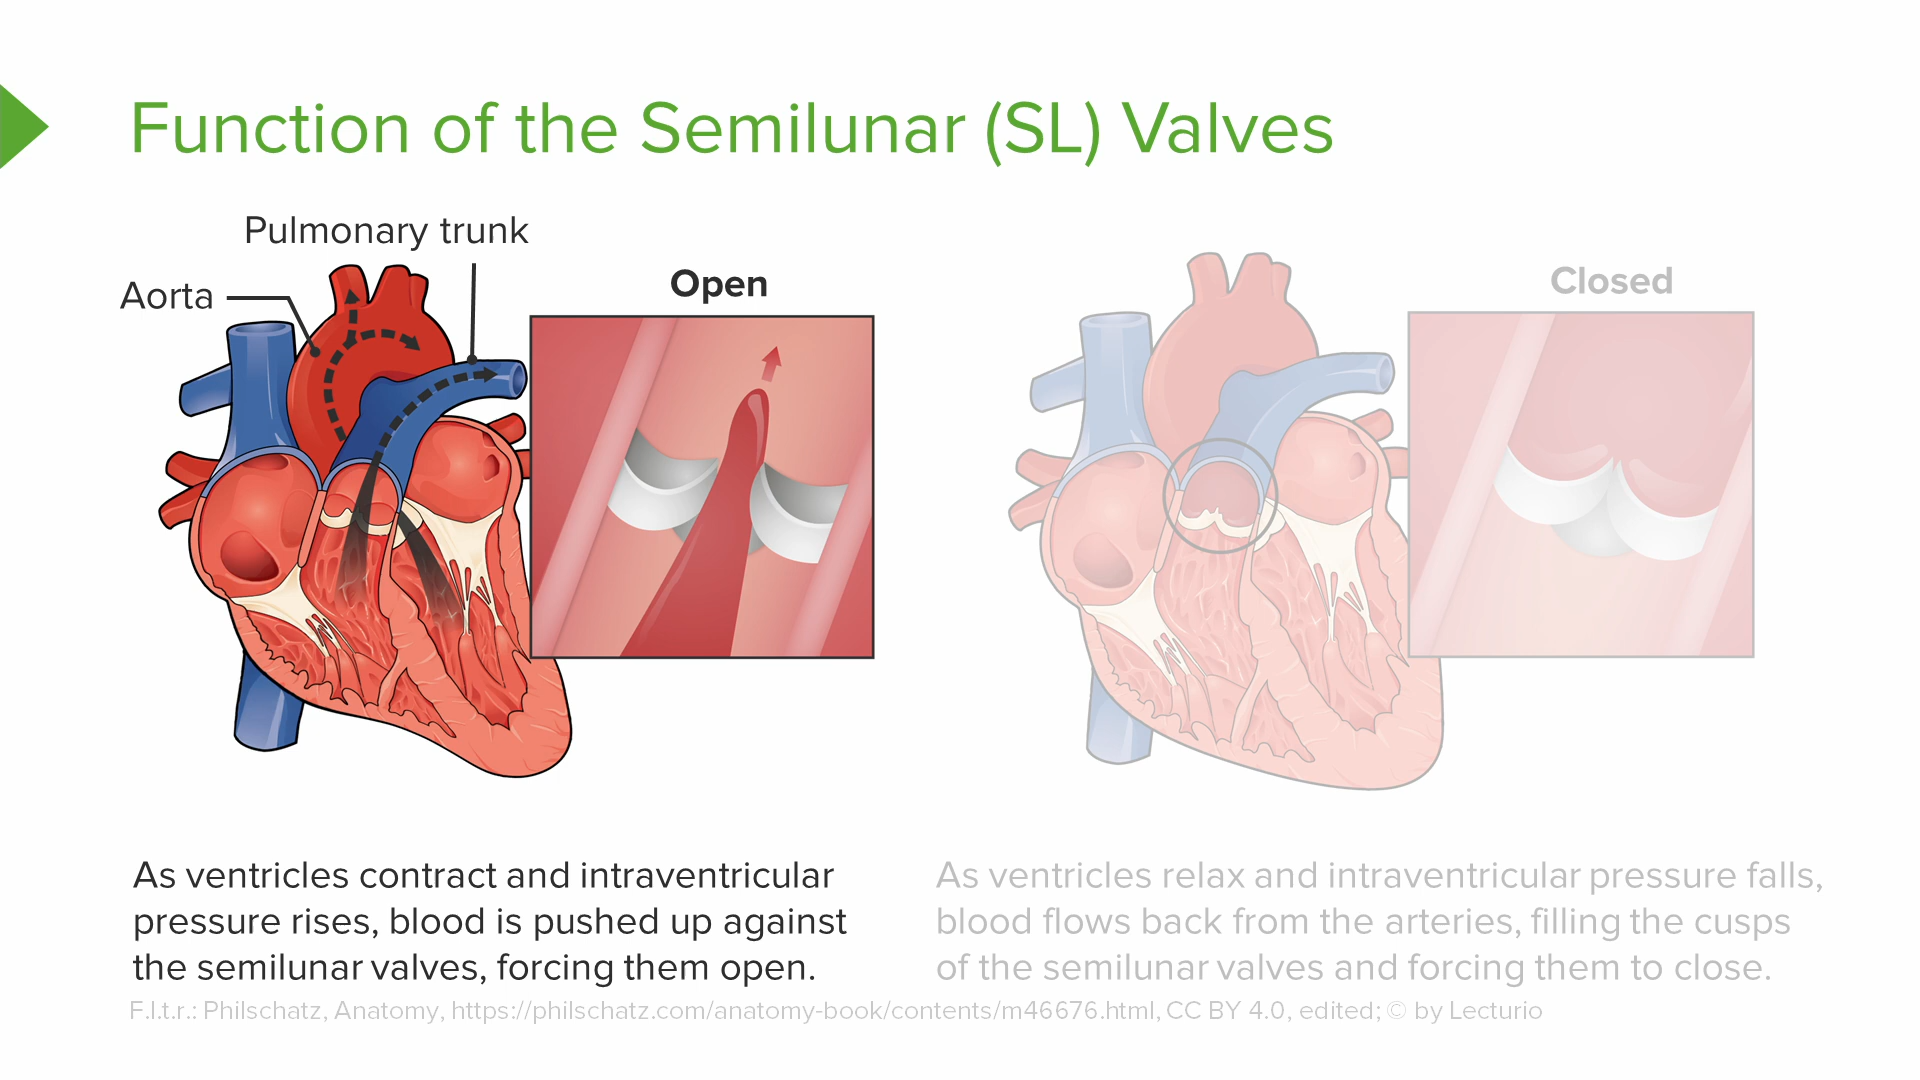 Function of the Semilunar (SL) Valves
Pulmonary trunk
Aorta
Open
Closed
As ventricles contract and intraventricular
pressure rises, blood is pushed up against
the semilunar valves, forcing them open.
As ventricles relax and intraventricular pressure falls,
blood flows back from the arteries, filling the cusps
of the semilunar valves and forcing them to close.
F.l.t.r.: Philschatz, Anatomy, https://philschatz.com/anatomy-book/contents/m46676.html, CC BY 4.0, edited; © by Lecturio